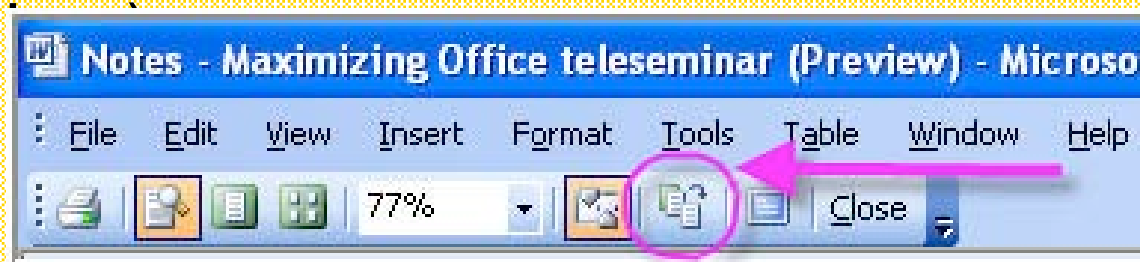 Notes - Maximizing Office teleseminar (Preview) - Microso
File Edit View Insert Format Tools Table Window Help
77% Close